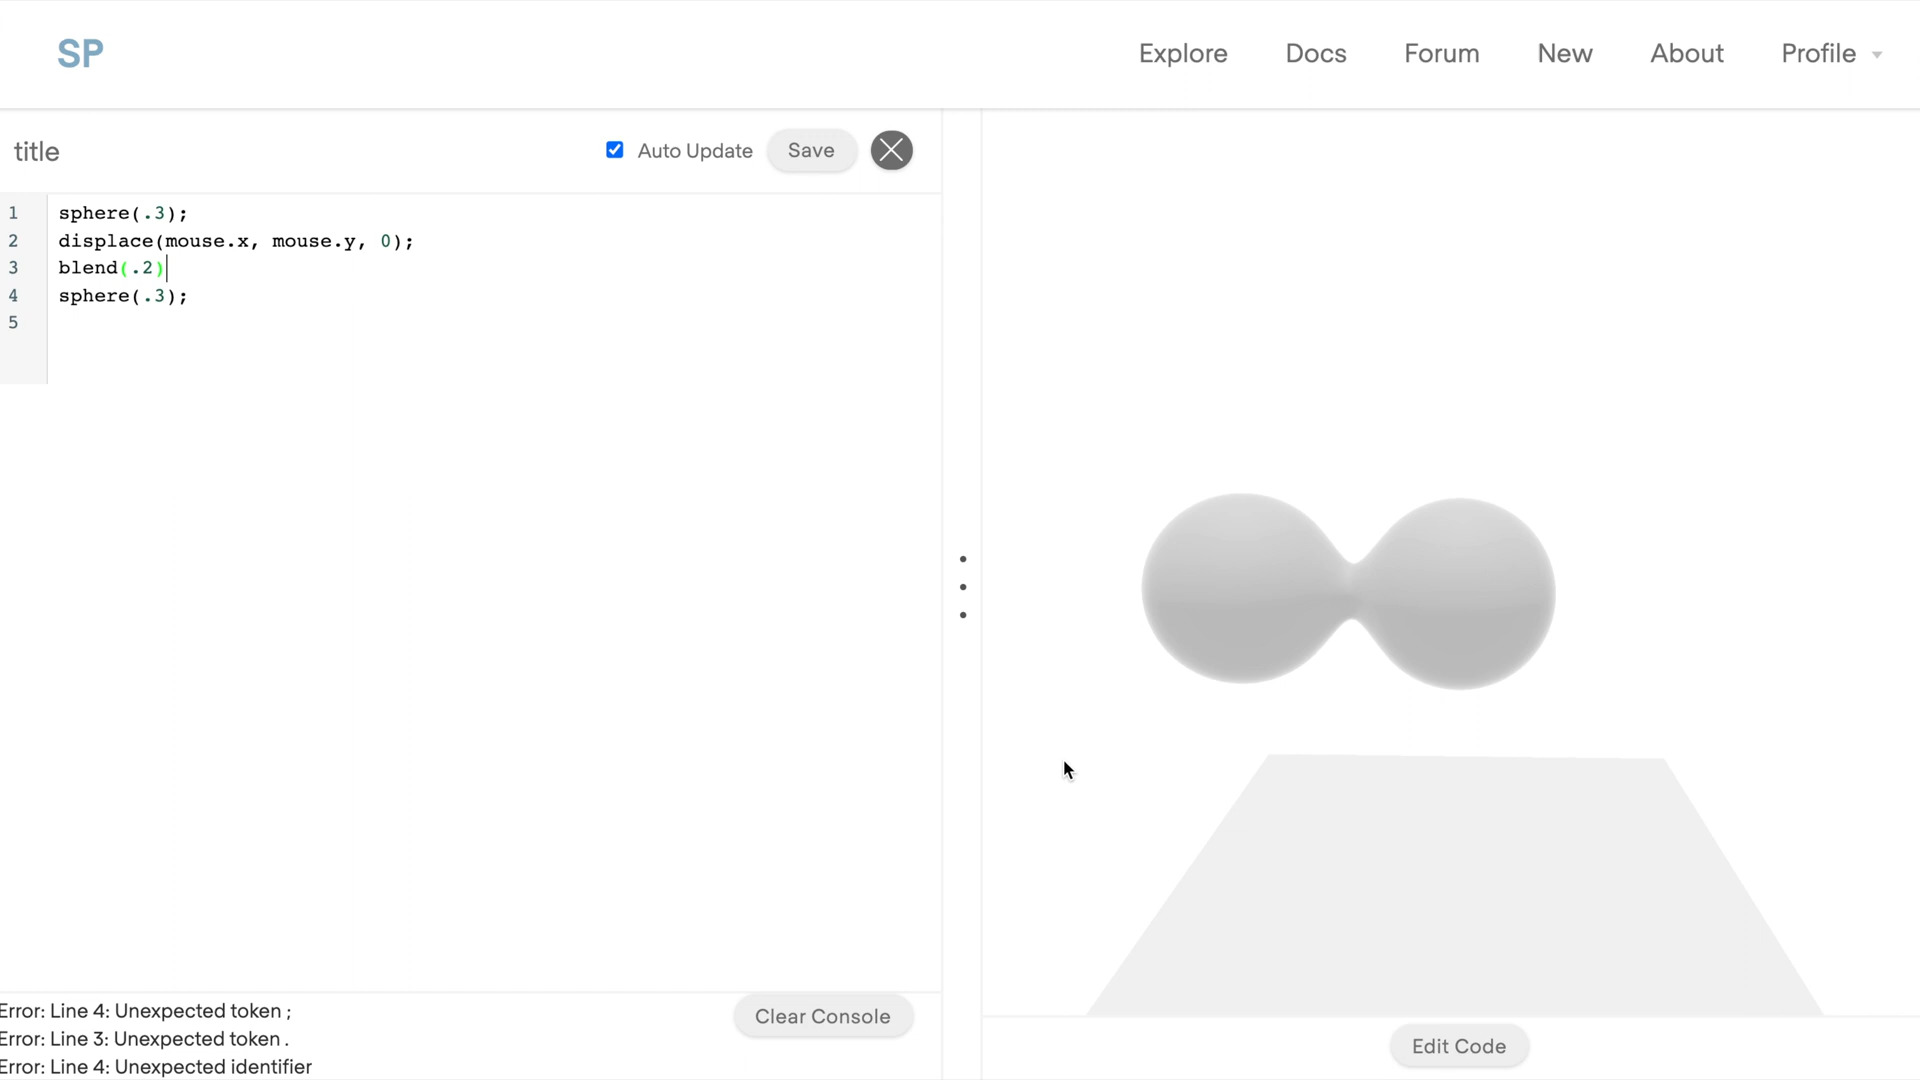 SP
Explore Docs Forum New About Profile
title Auto Update Save
1 sphere(.3);
2 displace(mouse.x, mouse.y, 0);
3 blend(.2)
4 sphere(.3);
5
Error: Line 4: Unexpected token ;
Error: Line 3: Unexpected token .
Error: Line 4: Unexpected identifier
Clear Console
Edit Code